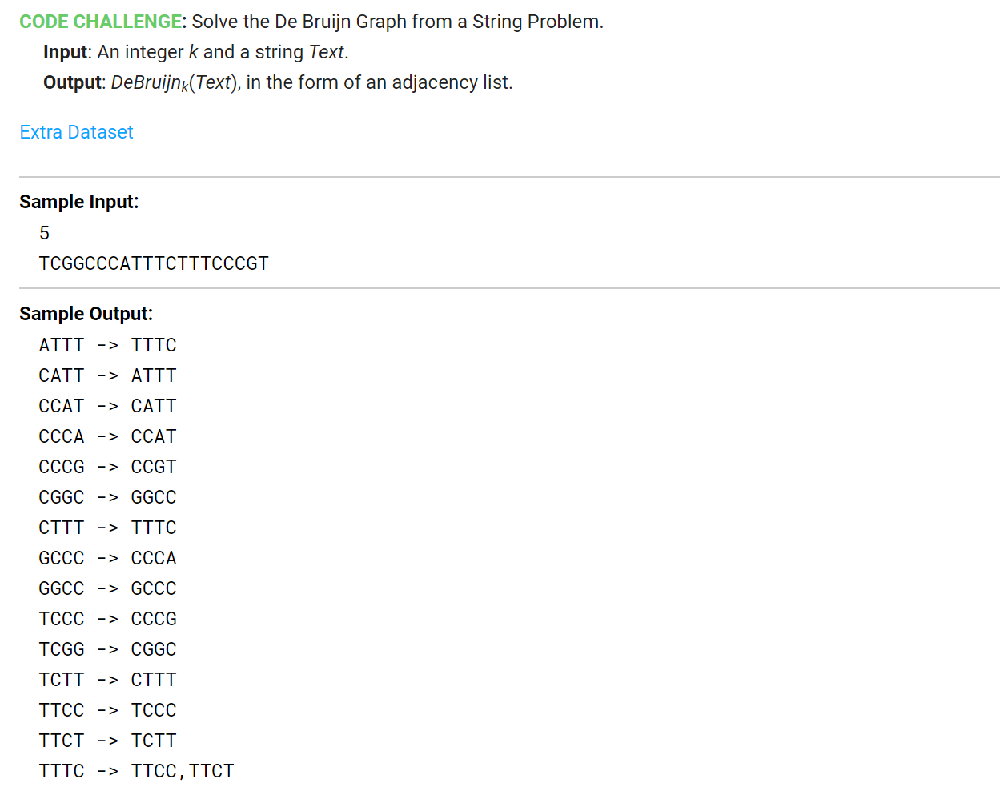 CODE CHALLENGE: Solve the De Bruijn Graph from a String Problem.
Input: An integer k and a string Text.
Output: DeBruijnk(Text), in the form of an adjacency list.
Extra Dataset
Sample Input:
5
TCGGCCCATTTCTTTCCCGT
Sample Output:
ATTT -> TTTC
CATT -> ATTT
CCAT -> CATT
CCCA -> CCAT
CCCG -> CCGT
CGGC -> GGCC
CTTT -> TTTC
GCCC -> CCCA
GGCC -> GCCC
TCCC -> CCCG
TCGG -> CGGC
TCTT -> CTTT
TTCC -> TCCC
TTCT -> TCTT
TTTC -> TTCC,TTCT